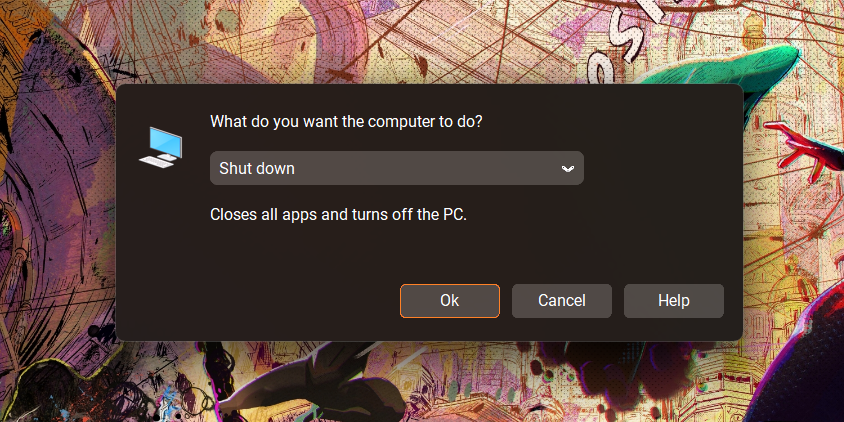 What do you want the computer to do?
Shut down
Closes all apps and turns off the PC.
Ok
Cancel
Help